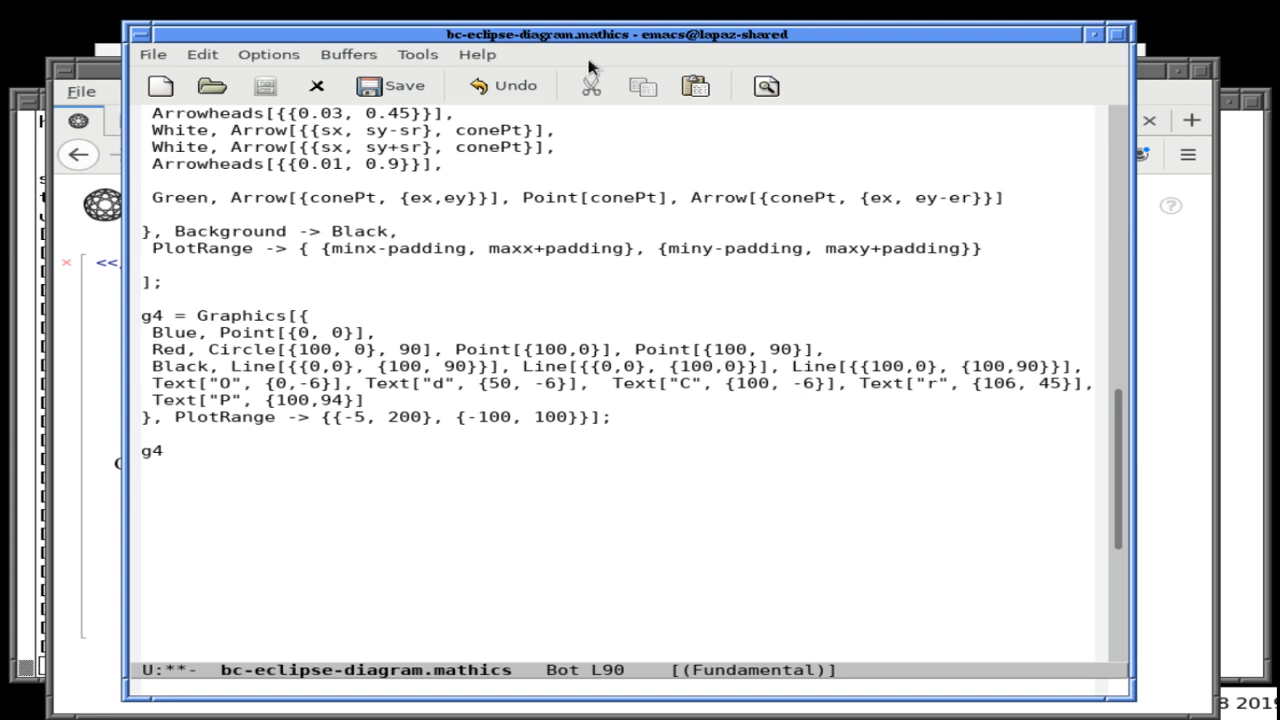 bc-eclipse-diagram.mathics - emacs@lapaz-shared
File Edit Options Buffers Tools Help
Save Undo
File
Arrowheads[{{0.03, 0.45}}],
White, Arrow[{{sx, sy-sr}, conePt}],
White, Arrow[{{sx, sy+sr}, conePt}],
Arrowheads[{{0.01, 0.9}}],
Green, Arrow[{conePt, {ex,ey}}], Point[conePt], Arrow[{conePt, {ex, ey-er}}]
}, Background -> Black,
PlotRange -> { {minx-padding, maxx+padding}, {miny-padding, maxy+padding}}
];
<<
g4 = Graphics[{
Blue, Point[{0, 0}],
Red, Circle[{100, 0}, 90], Point[{100,0}], Point[{100, 90}],
Black, Line[{{0,0}, {100, 90}}], Line[{{0,0}, {100,0}}], Line[{{100,0}, {100,90}}],
Text["O", {0,-6}], Text["d", {50, -6}],  Text["C", {100, -6}], Text["r", {106, 45}],
Text["P", {100,94}]
}, PlotRange -> {{-5, 200}, {-100, 100}}];
g4
U:**-  bc-eclipse-diagram.mathics   Bot L90    [(Fundamental)]